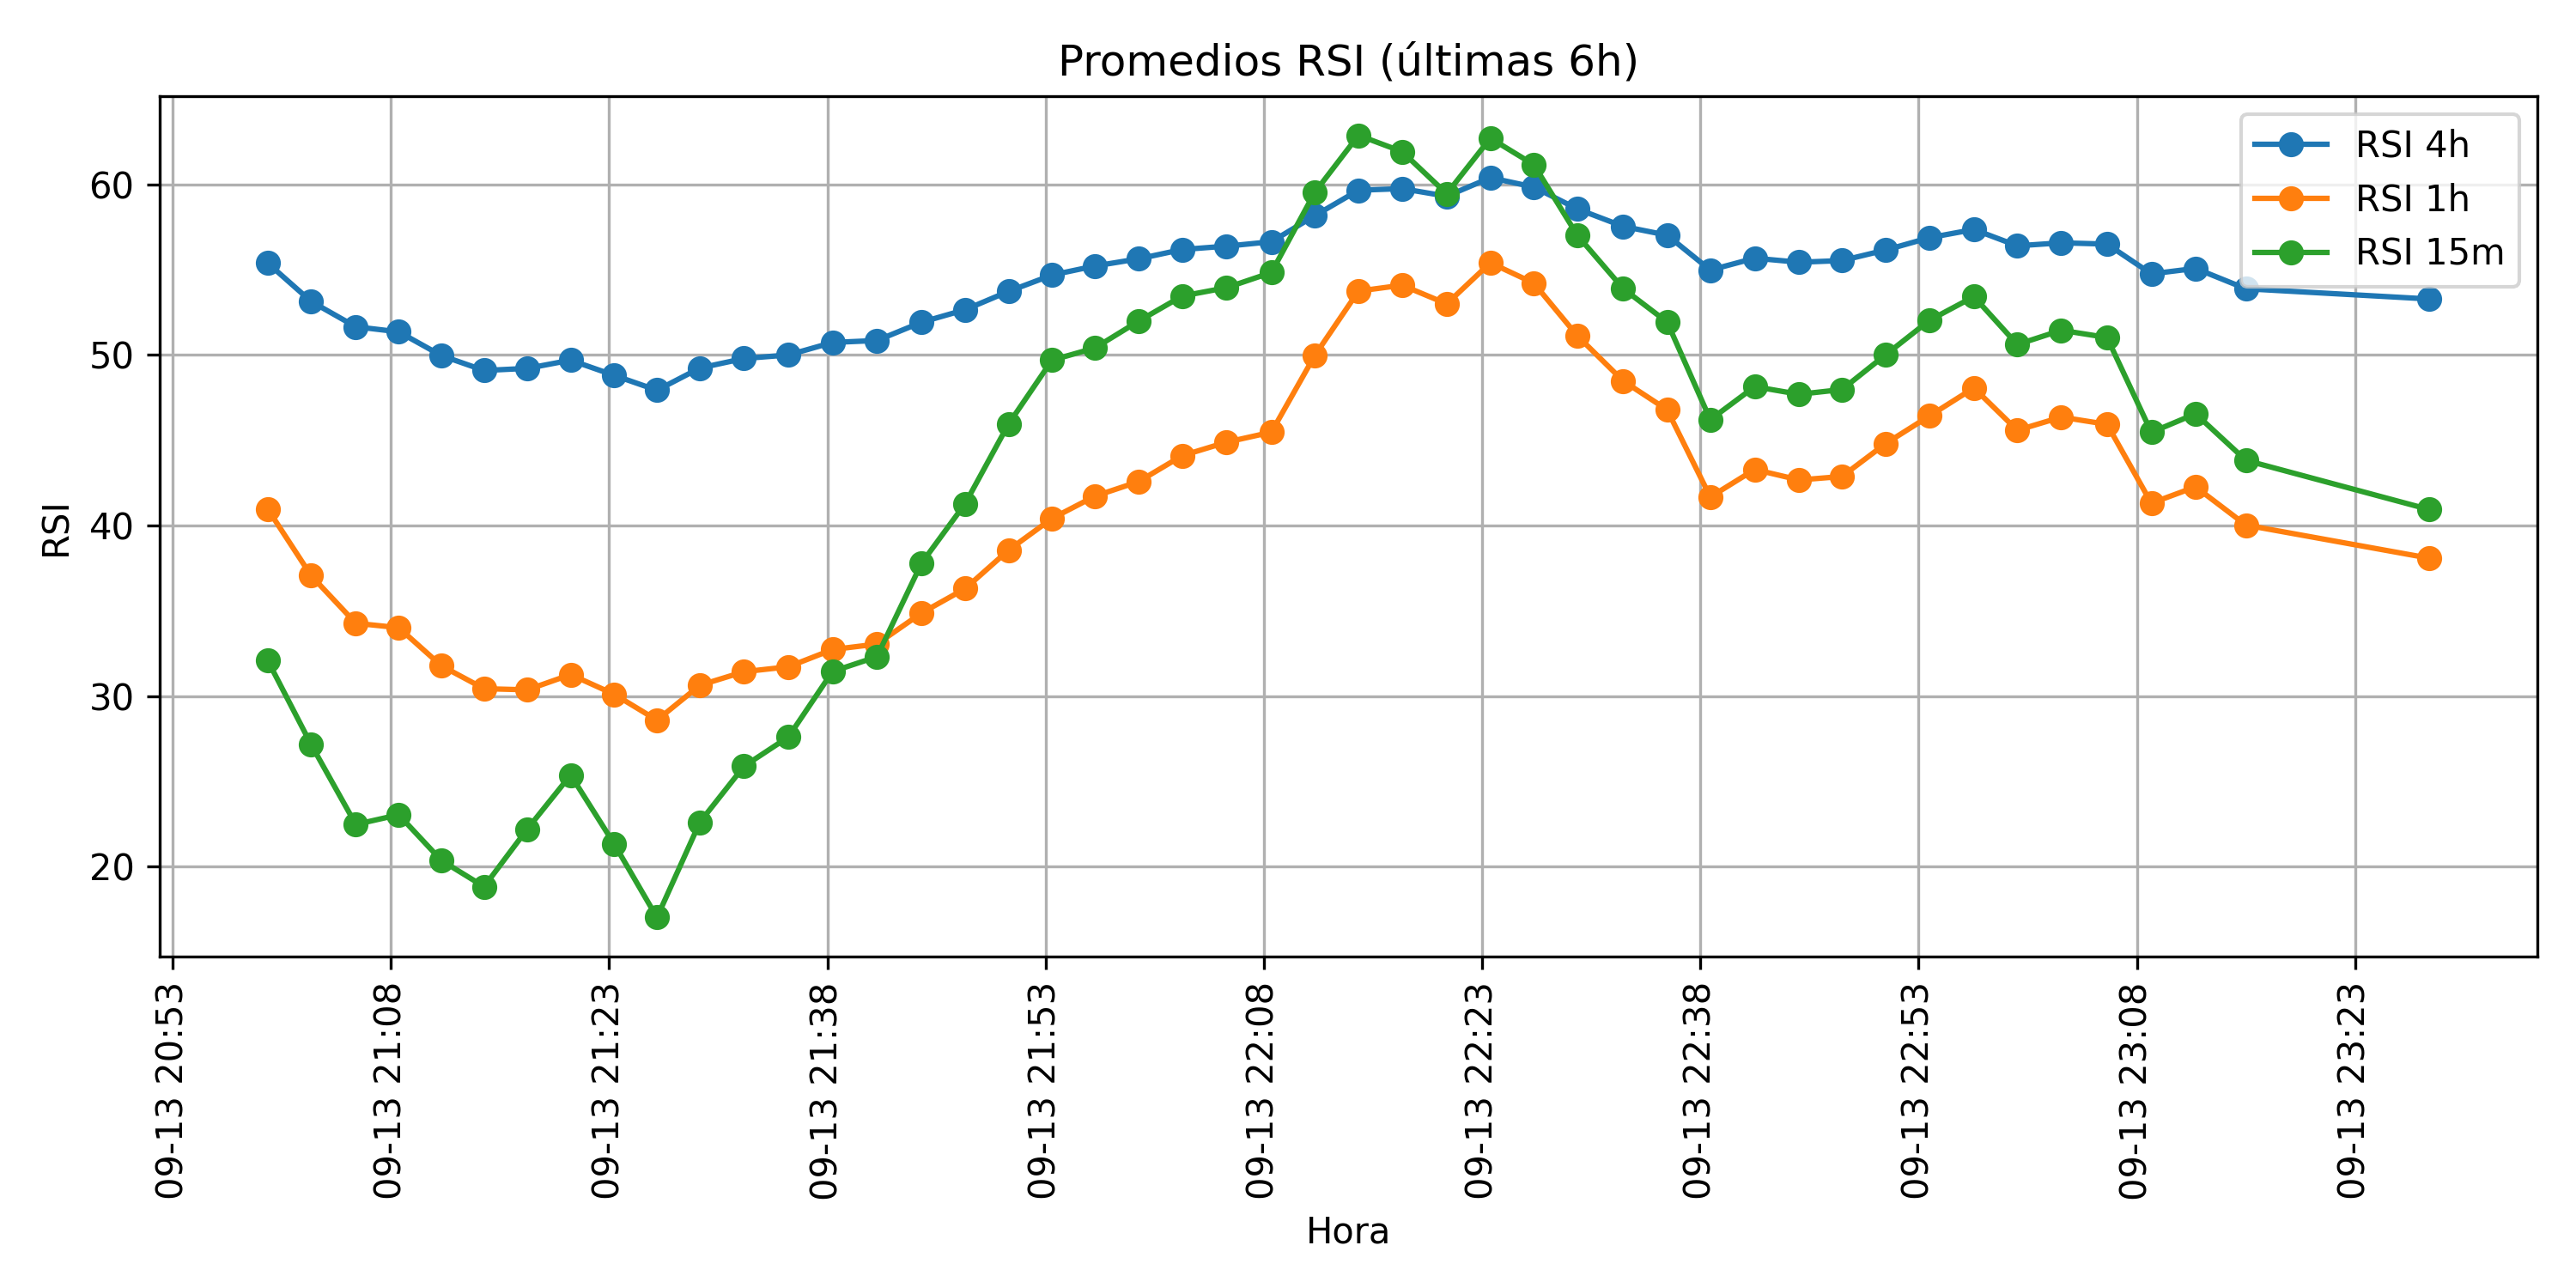 Promedios RSI (últimas 6h)
RSI 4h
RSI 1h
RSI 15m
RSI
60
50
40
30
20
09-13 20:53
09-13 21:08
09-13 21:23
09-13 21:38
09-13 21:53
09-13 22:08
09-13 22:23
09-13 22:38
09-13 22:53
09-13 23:08
09-13 23:23
Hora